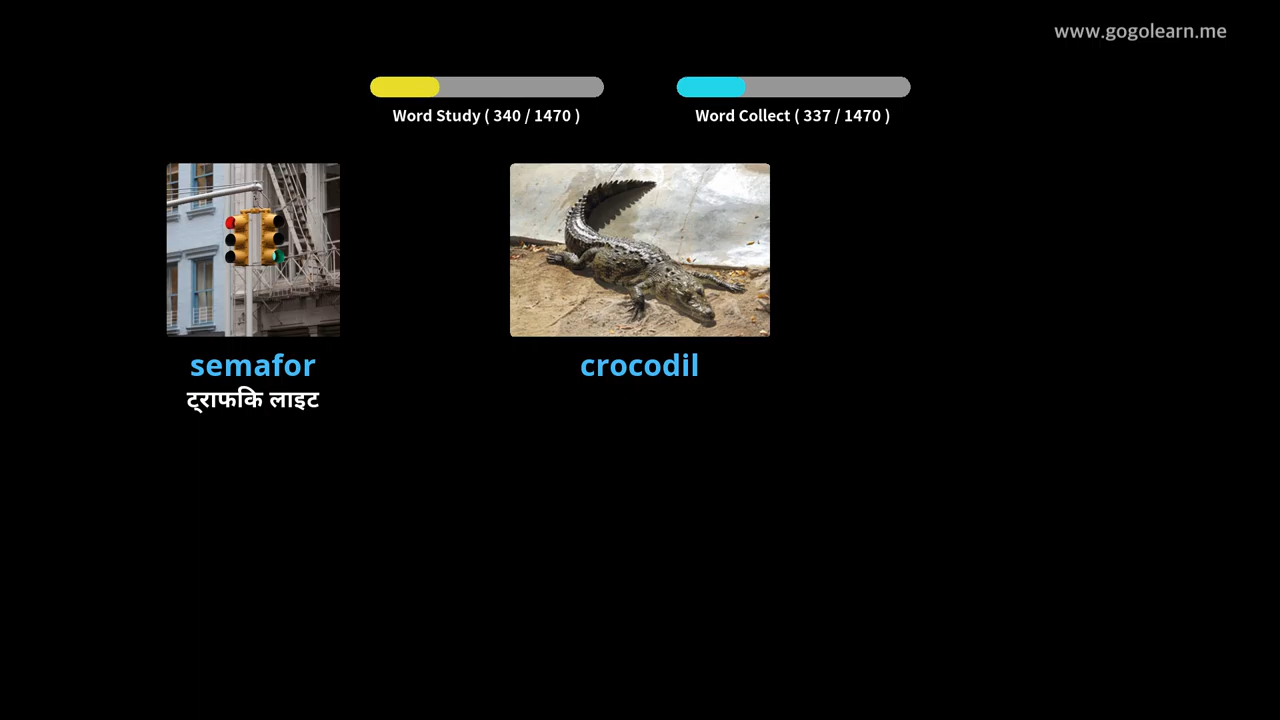 www.gogolearn.me
Word Study ( 340 / 1470 )
Word Collect ( 337 / 1470 )
semafor
crocodil
ट्राफकि लाइट